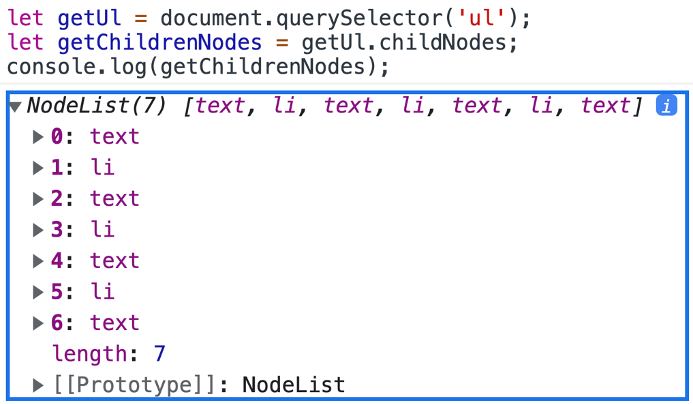 let getUl = document.querySelector('ul');
let getChildrenNodes = getUl.childNodes;
console.log(getChildrenNodes);
▼NodeList(7) [text, li, text, li, text, li, text] i
▶0: text
▶1: li
▶2: text
▶3: li
▶4: text
▶5: li
▶6: text
length: 7
▶[[Prototype]]: NodeList